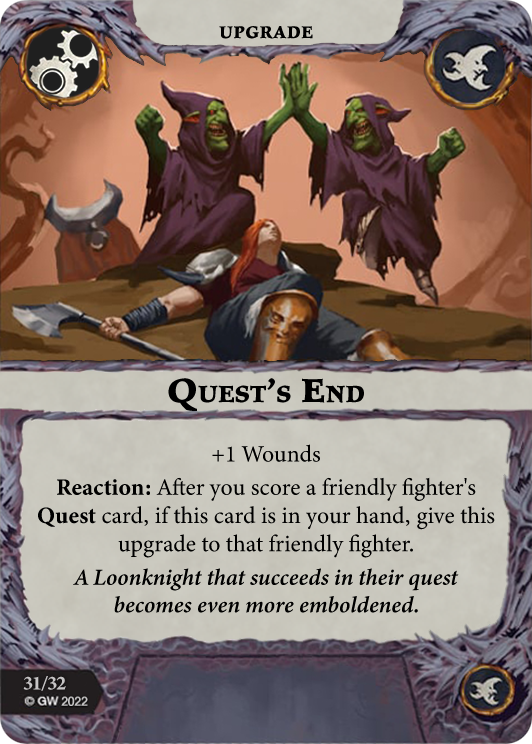 UPGRADE
QUEST'S END
+1 Wounds
Reaction: After you score a friendly fighter's
Quest card, if this card is in your hand, give this
upgrade to that friendly fighter.
A Loonknight that succeeds in their quest
becomes even more emboldened.
31/32
© GW 2022